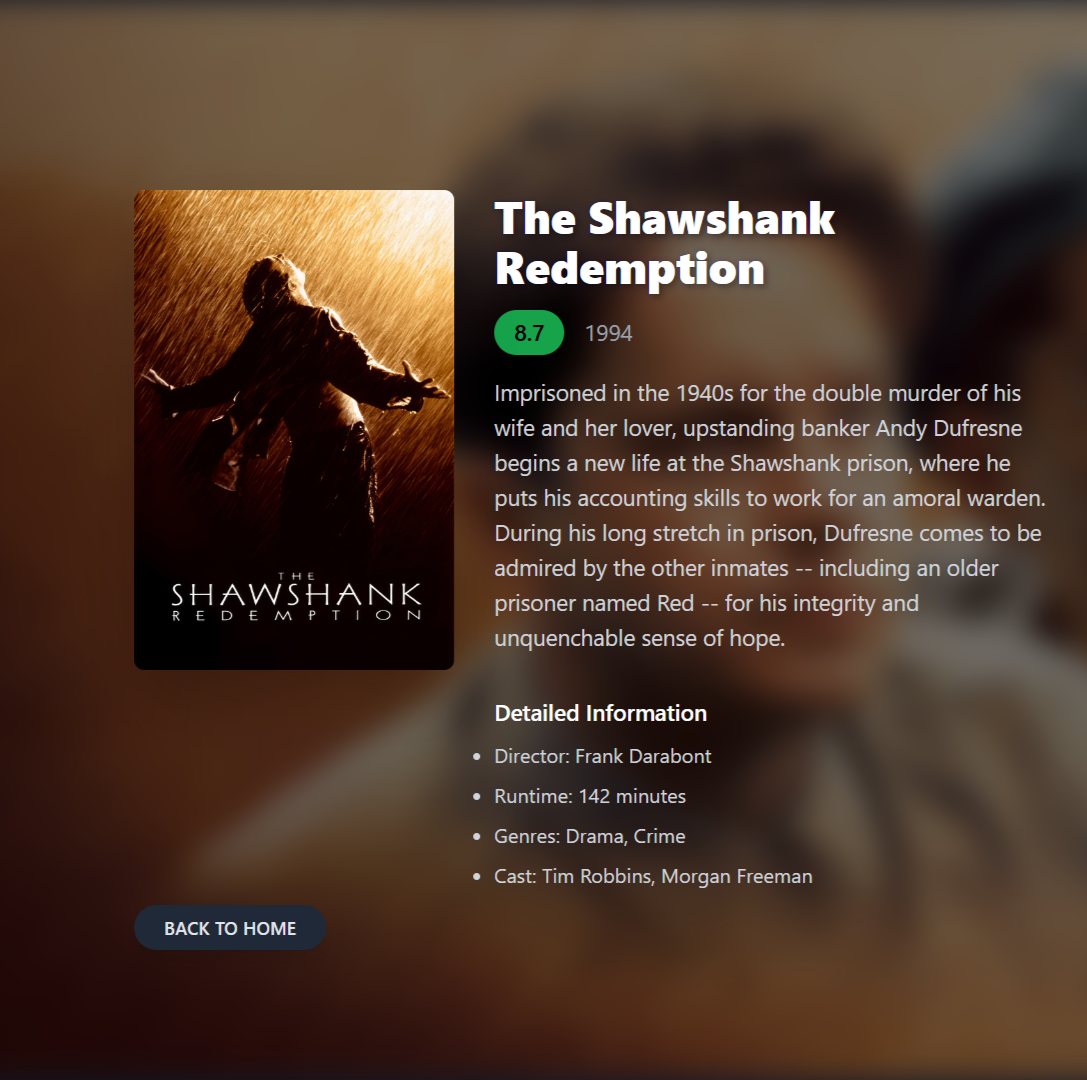 THE
SHAWSHANK
REDEMPTION
The Shawshank
Redemption
8.7 1994
Imprisoned in the 1940s for the double murder of his
wife and her lover, upstanding banker Andy Dufresne
begins a new life at the Shawshank prison, where he
puts his accounting skills to work for an amoral warden.
During his long stretch in prison, Dufresne comes to be
admired by the other inmates -- including an older
prisoner named Red -- for his integrity and
unquenchable sense of hope.
Detailed Information
• Director: Frank Darabont
• Runtime: 142 minutes
• Genres: Drama, Crime
• Cast: Tim Robbins, Morgan Freeman
BACK TO HOME